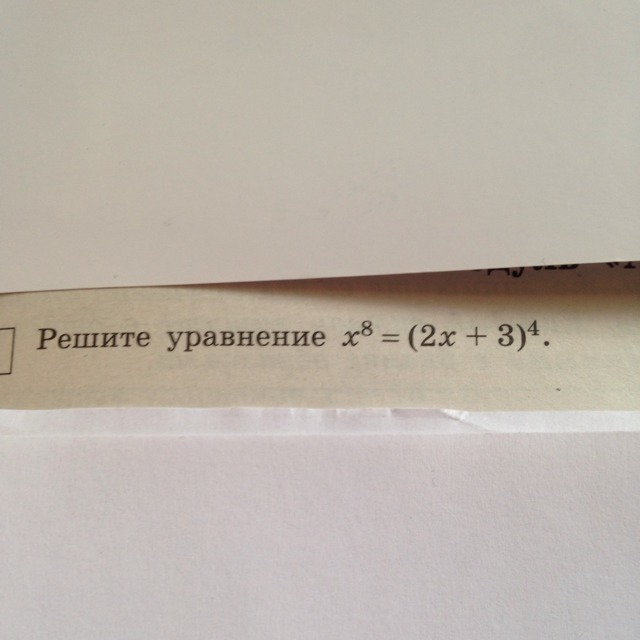 Решите уравнение x⁸ = (2x + 3)⁴.